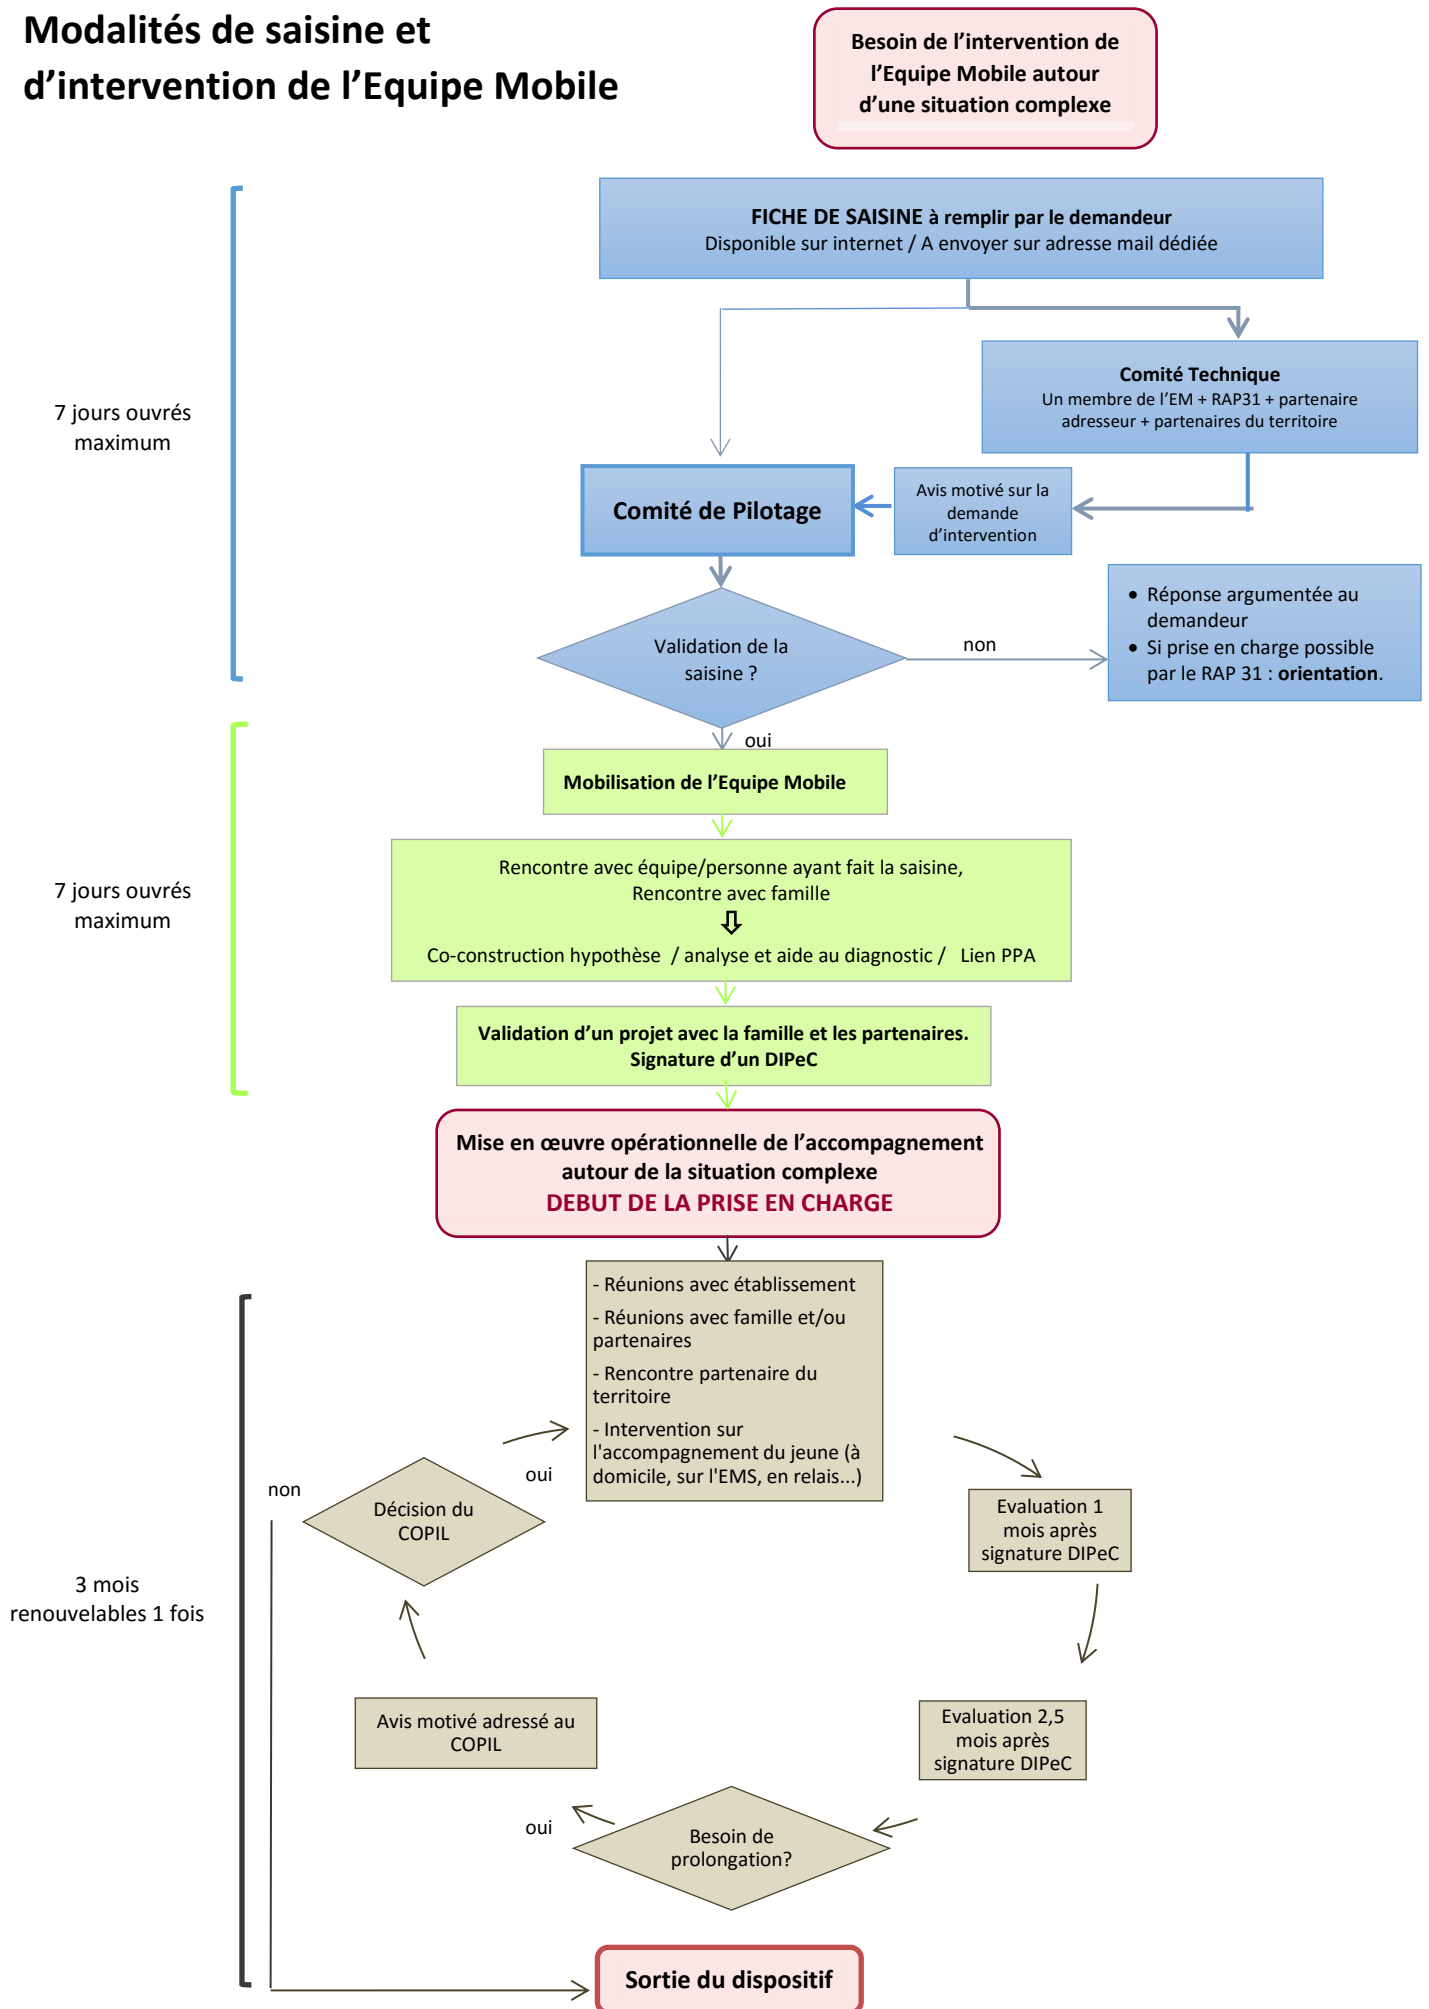 Modalités de saisine et
d’intervention de l’Equipe Mobile
Besoin de l’intervention de
l’Equipe Mobile autour
d’une situation complexe
FICHE DE SAISINE à remplir par le demandeur
Disponible sur internet / A envoyer sur adresse mail dédiée
Comité Technique
Un membre de l’EM + RAP31 + partenaire
adresseur + partenaires du territoire
7 jours ouvrés
maximum
Comité de Pilotage
Avis motivé sur la
demande
d’intervention
Validation de la
saisine ?
non
• Réponse argumentée au
demandeur
• Si prise en charge possible
par le RAP 31 : orientation.
oui
Mobilisation de l’Equipe Mobile
7 jours ouvrés
maximum
Rencontre avec équipe/personne ayant fait la saisine,
Rencontre avec famille
Co-construction hypothèse / analyse et aide au diagnostic / Lien PPA
Validation d’un projet avec la famille et les partenaires.
Signature d’un DIPeC
Mise en œuvre opérationnelle de l’accompagnement
autour de la situation complexe
DEBUT DE LA PRISE EN CHARGE
- Réunions avec établissement
- Réunions avec famille et/ou
partenaires
- Rencontre partenaire du
territoire
- Intervention sur
l'accompagnement du jeune (à
domicile, sur l'EMS, en relais...)
Evaluation 1
mois après
signature DIPeC
Evaluation 2,5
mois après
signature DIPeC
Besoin de
prolongation?
oui
Avis motivé adressé au
COPIL
Décision du
COPIL
oui
non
3 mois
renouvelables 1 fois
Sortie du dispositif